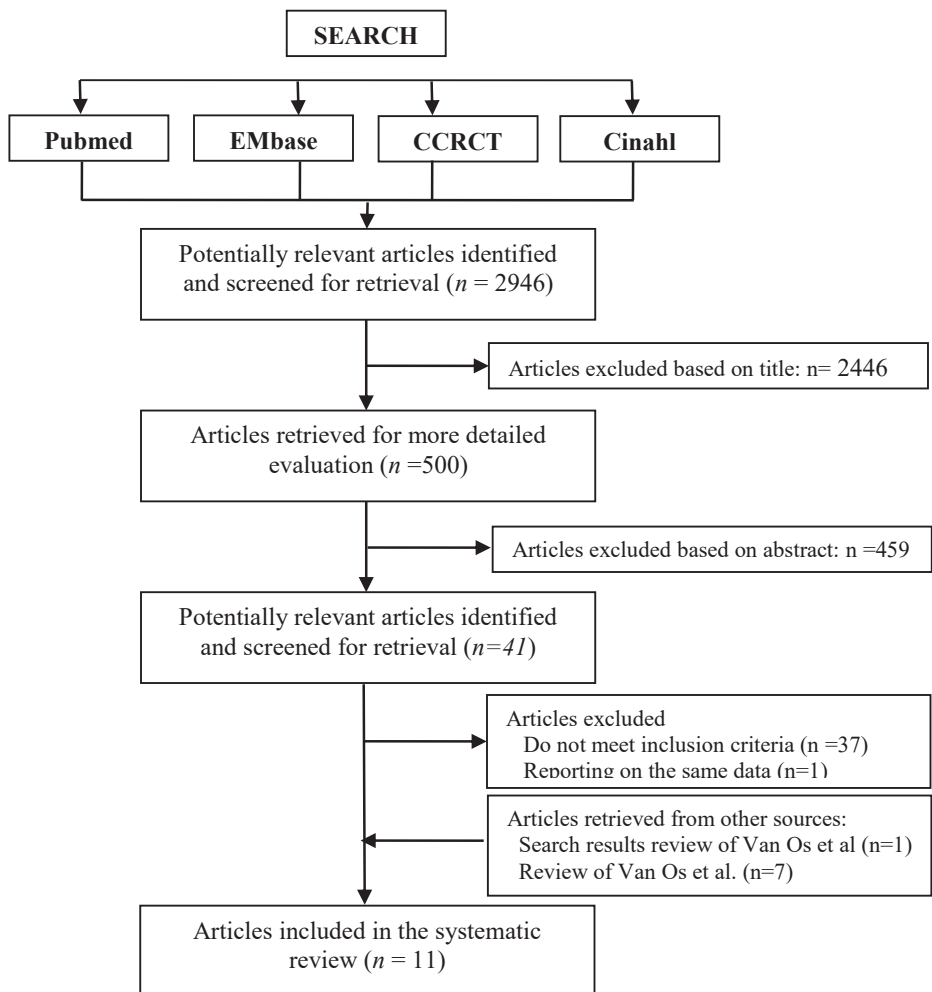 SEARCH
Pubmed
EMbase
CCRCT
Cinahl
Potentially relevant articles identified
and screened for retrieval (n = 2946)
Articles excluded based on title: n= 2446
Articles retrieved for more detailed
evaluation (n =500)
Articles excluded based on abstract: n =459
Potentially relevant articles identified
and screened for retrieval (n=41)
Articles excluded
Do not meet inclusion criteria (n =37)
Reporting on the same data (n=1)
Articles retrieved from other sources:
Search results review of Van Os et al (n=1)
Review of Van Os et al. (n=7)
Articles included in the systematic
review (n = 11)